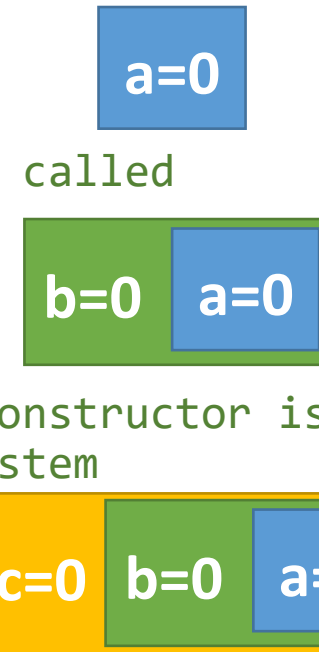 a=0
called
b=0 a=0
onstructor is
stem
c=0 b=0 a=